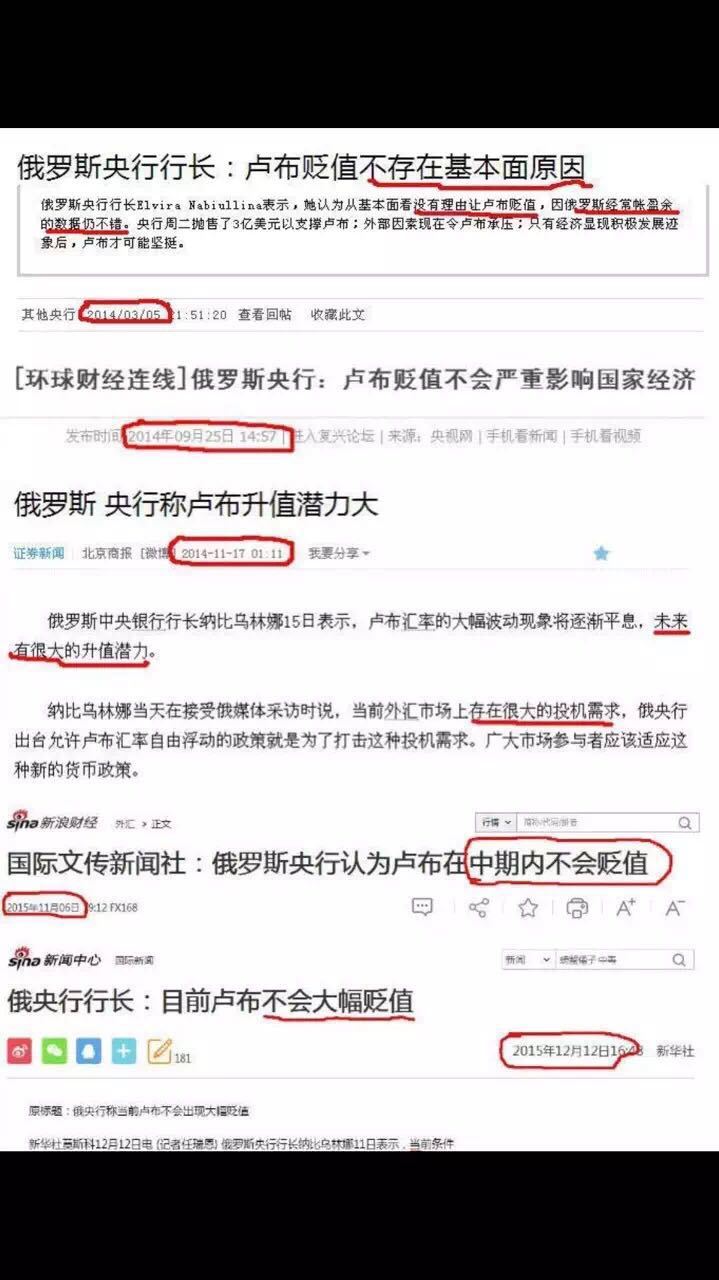 俄罗斯央行行长：卢布贬值不存在基本面原因
俄罗斯央行行长Elvira Nabiullina表示，她认为从基本面看没有理由让卢布贬值，因俄罗斯经常帐盈余
的数据仍不错。央行周二抛售了3亿美元以支撑卢布；外部因素现在令卢布承压；只有经济显现积极发展迹
象后，卢布才可能坚挺。
其他央行 2014/03/05 21:51:20 查看回帖 收藏此文
[环球财经连线]俄罗斯央行：卢布贬值不会严重影响国家经济
发布时间 2014年09月25日 14:57 进入复兴论坛 | 来源：央视网 | 手机看新闻 | 手机看视频
俄罗斯 央行称卢布升值潜力大
证券新闻 北京商报 [微博] 2014-11-17 01:11 我要分享
俄罗斯中央银行行长纳比乌林娜15日表示，卢布汇率的大幅波动现象将逐渐平息，未来
有很大的升值潜力。
纳比乌林娜当天在接受俄媒体采访时说，当前外汇市场上存在很大的投机需求，俄央行
出台允许卢布汇率自由浮动的政策就是为了打击这种投机需求。广大市场参与者应该适应这
种新的货币政策。
sina 新浪财经 外汇 > 正文 行情
国际文传新闻社：俄罗斯央行认为卢布在中期内不会贬值
2015年11月06日 9:12 FX168 A+ A-
sina 新闻中心 国际新闻 新闻
俄央行行长：目前卢布不会大幅贬值
181 2015年12月12日16:43 新华社
原标题：俄央行称当前卢布不会出现大幅贬值
新华社莫斯科12月12日电 (记者任瑞恩) 俄罗斯央行行长纳比乌林娜11日表示，当前条件